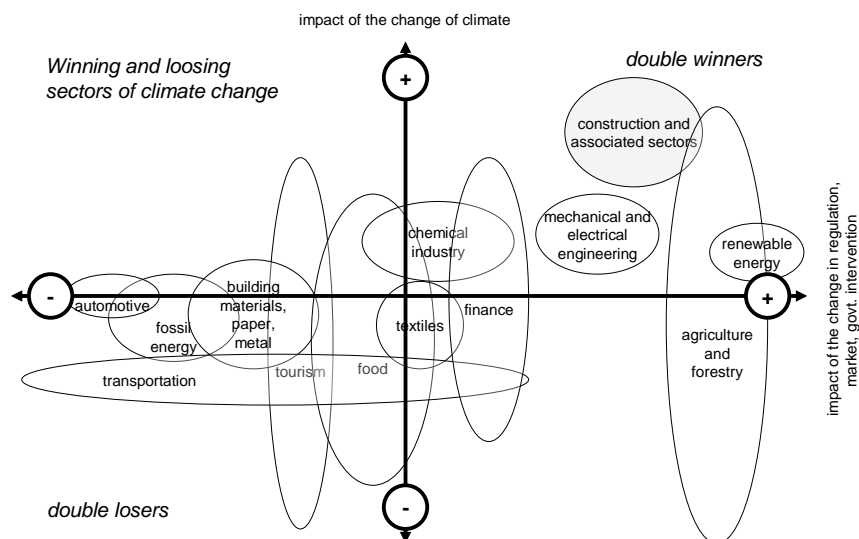 impact of the change of climate
Winning and loosing
sectors of climate change
double winners
+
construction and
associated sectors
mechanical and
electrical
engineering
chemical
industry
renewable
energy
building
materials,
paper,
metal
-
automotive
fossil
energy
textiles
finance
+
agriculture
and
forestry
transportation
tourism
food
impact of the change in regulation,
market, govt. intervention
double losers
-